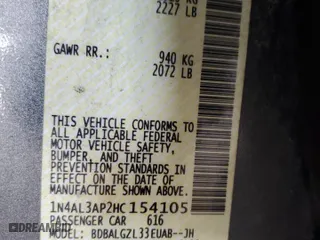 2227 LB
GAWR RR.: 940 KG
2072 LB
THIS VEHICLE CONFORMS TO
ALL APPLICABLE FEDERAL
MOTOR VEHICLE SAFETY,
BUMPER, AND THEFT
PREVENTION STANDARDS IN
EFFECT ON THE DATE OF
MANUFACTURE SHOWN ABOVE.
1N4AL3AP2HC154105
PASSENGER CAR 616
MODEL: BDBALGZL33EUAB--JH